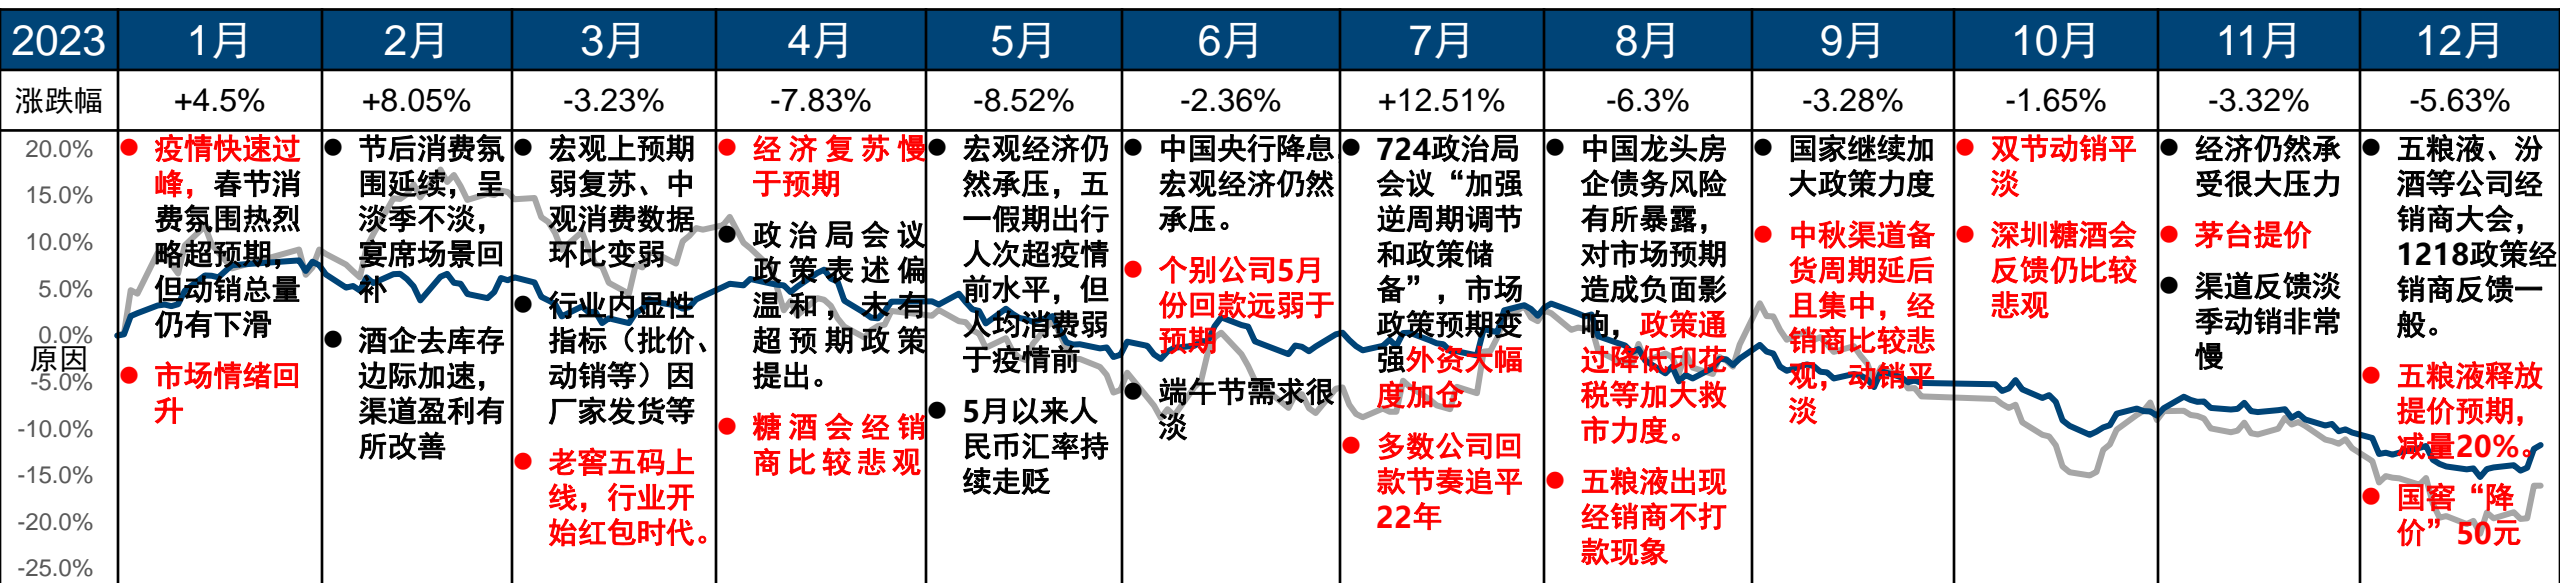 2023
1月
2月
3月
4月
5月
6月
7月
8月
9月
10月
11月
12月
涨跌幅
+4.5%
+8.05%
-3.23%
-7.83%
-8.52%
-2.36%
+12.51%
-6.3%
-3.28%
-1.65%
-3.32%
-5.63%
20.0%
15.0%
10.0%
5.0%
0.0%
原因
-5.0%
-10.0%
-15.0%
-20.0%
-25.0%
疫情快速过
峰，春节消
费氛围热烈
略超预期，
但动销总量
仍有下滑
市场情绪回
升
节后消费氛
围延续，呈
淡季不淡，
宴席场景回
补
酒企去库存
边际加速，
渠道盈利有
所改善
宏观上预期
弱复苏、中
观消费数据
环比变弱
行业内显性
指标（批价、
动销等）因
厂家发货等
老窖五码上
线，行业开
始红包时代。
经济复苏慢
于预期
政治局会议
政策表述偏
温和，未有
超预期政策
提出。
糖酒会经销
商比较悲观
宏观经济仍
然承压，五
一假期出行
人次超疫情
前水平，但
人均消费弱
于疫情前
5月以来人
民币汇率持
续走贬
中国央行降息
宏观经济仍然
承压。
个别公司5月
份回款远弱于
预期
端午节需求很
淡
724政治局
会议“加强
逆周期调节
和政策储
备”，市场
政策预期变
强外资大幅
度加仓
多数公司回
款节奏追平
22年
中国龙头房
企债务风险
有所暴露，
对市场预期
造成负面影
响，政策通
过降低印花
税等加大救
市力度。
五粮液出现
经销商不打
款现象
国家继续加
大政策力度
中秋渠道备
货周期延后
且集中，经
销商比较悲
观，动销平
淡
双节动销平
淡
深圳糖酒会
反馈仍比较
悲观
经济仍然承
受很大压力
茅台提价
渠道反馈淡
季动销非常
慢
五粮液、汾
酒等公司经
销商大会，
1218政策经
销商反馈一
般。
五粮液释放
提价预期，
减量20%。
国窖“降
价”50元